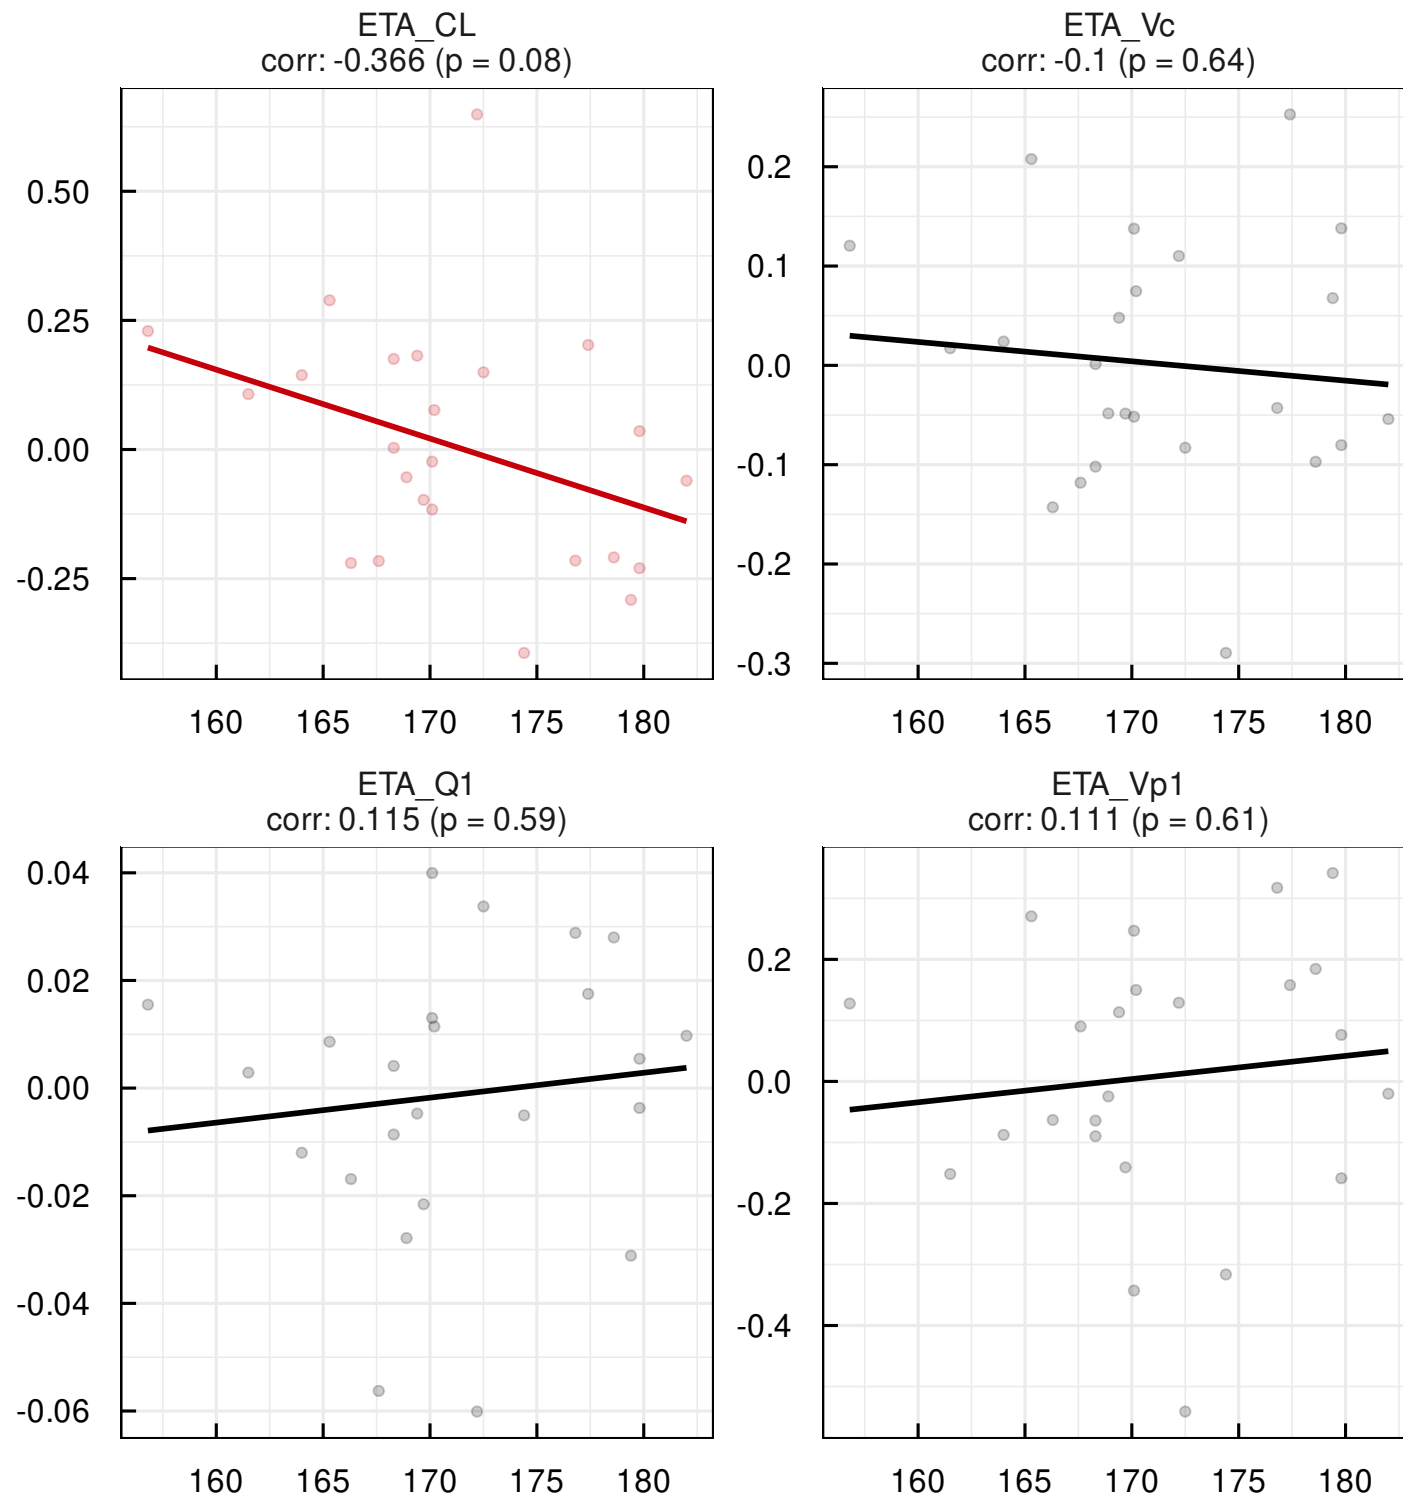 ETA_CL
corr: -0.366 (p = 0.08)
0.50
0.25
0.00
-0.25
160 165 170 175 180
ETA_Vc
corr: -0.1 (p = 0.64)
0.2
0.1
0.0
-0.1
-0.2
-0.3
160 165 170 175 180
ETA_Q1
corr: 0.115 (p = 0.59)
0.04
0.02
0.00
-0.02
-0.04
-0.06
160 165 170 175 180
ETA_Vp1
corr: 0.111 (p = 0.61)
0.2
0.0
-0.2
-0.4
160 165 170 175 180